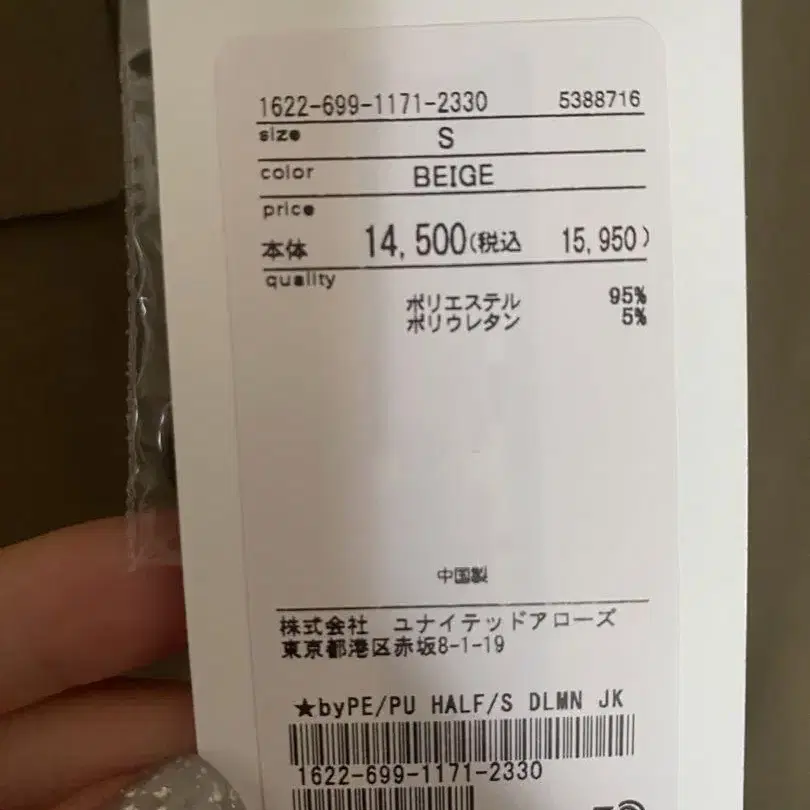 1622-699-1171-2330 5388716
size S
color BEIGE
price
本体 14,500(税込 15,950)
quality
ポリエステル 95%
ポリウレタン 5%
中国製
株式会社 ユナイテッドアローズ
東京都港区赤坂8-1-19
★byPE/PU HALF/S DLMN JK
1622-699-1171-2330